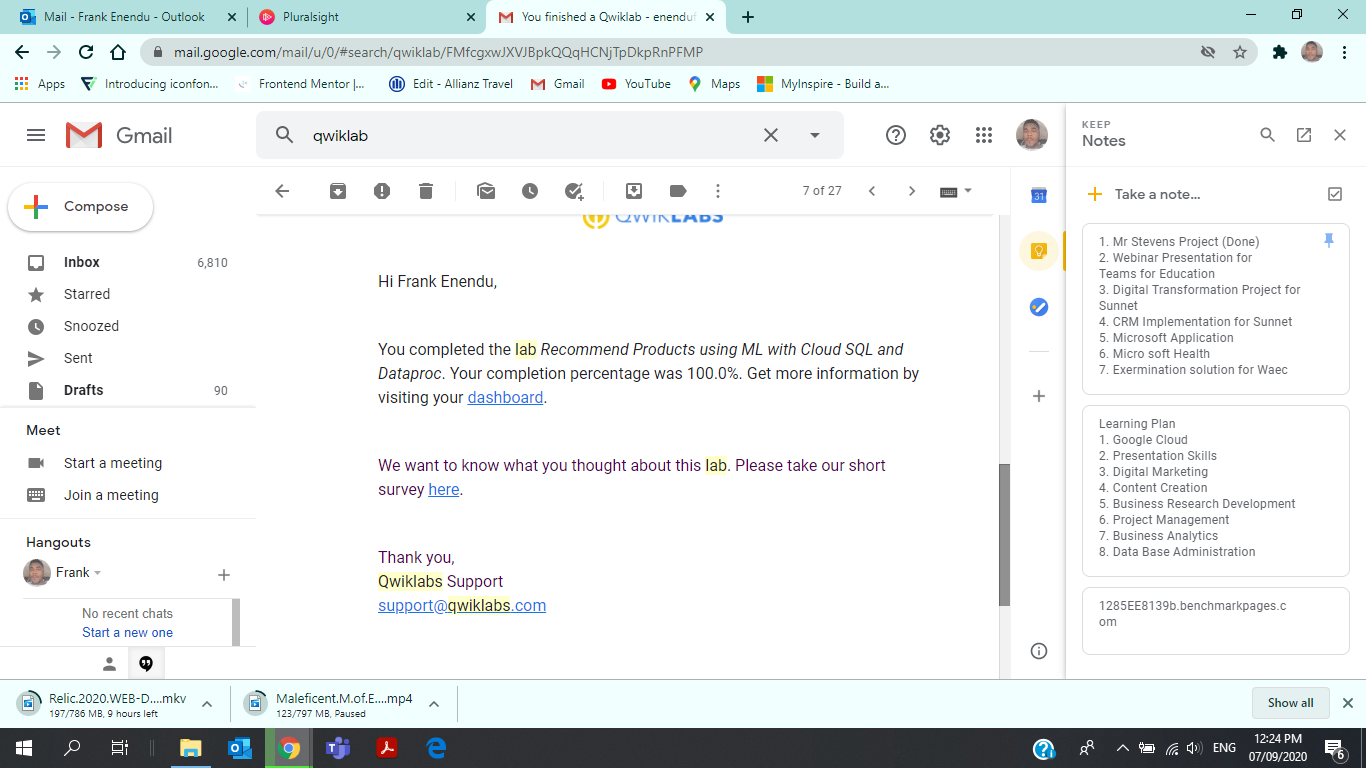 Mail - Frank Enendu - Outlook
Pluralsight
You finished a Qwiklab - enenduf
mail.google.com/mail/u/0/#search/qwiklab/FMfcgxwJXVJBpkQQqHCNjTpDkpRnPFMP
Apps
Introducing iconfon...
Frontend Mentor |...
Edit - Allianz Travel
Gmail
YouTube
Maps
MyInspire - Build a...
Gmail
qwiklab
KEEP
Notes
Compose
7 of 27
31
Take a note...
Inbox 6,810
Starred
Snoozed
Sent
Drafts 90
Meet
Start a meeting
Join a meeting
Hangouts
Frank
No recent chats
Start a new one
QWIKLABS
Hi Frank Enendu,
You completed the lab Recommend Products using ML with Cloud SQL and
Dataproc. Your completion percentage was 100.0%. Get more information by
visiting your dashboard.
We want to know what you thought about this lab. Please take our short
survey here.
Thank you,
Qwiklabs Support
support@qwiklabs.com
1. Mr Stevens Project (Done)
2. Webinar Presentation for
Teams for Education
3. Digital Transformation Project for
Sunnet
4. CRM Implementation for Sunnet
5. Microsoft Application
6. Micro soft Health
7. Exermination solution for Waec
Learning Plan
1. Google Cloud
2. Presentation Skills
3. Digital Marketing
4. Content Creation
5. Business Research Development
6. Project Management
7. Business Analytics
8. Data Base Administration
1285EE8139b.benchmarkpages.c
om
Relic.2020.WEB-D....mkv
197/786 MB, 9 hours left
Maleficent.M.of.E....mp4
123/797 MB, Paused
Show all
ENG
12:24 PM
07/09/2020
6